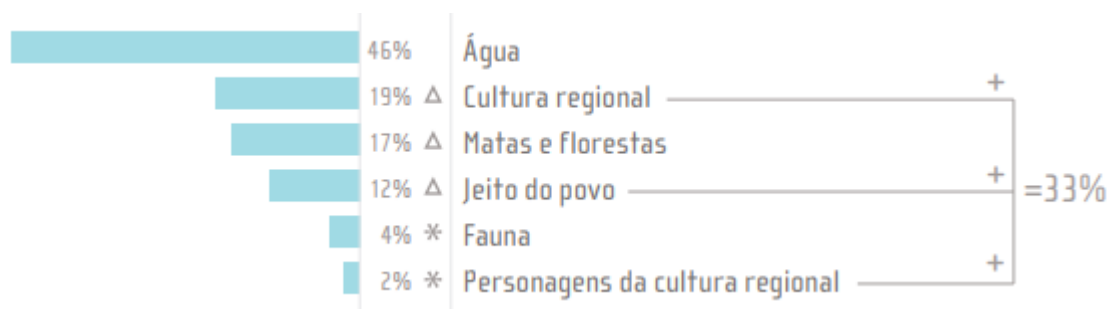 46% Água
19% △ Cultura regional +
17% △ Matas e florestas
12% △ Jeito do povo + =33%
4% * Fauna
2% * Personagens da cultura regional +